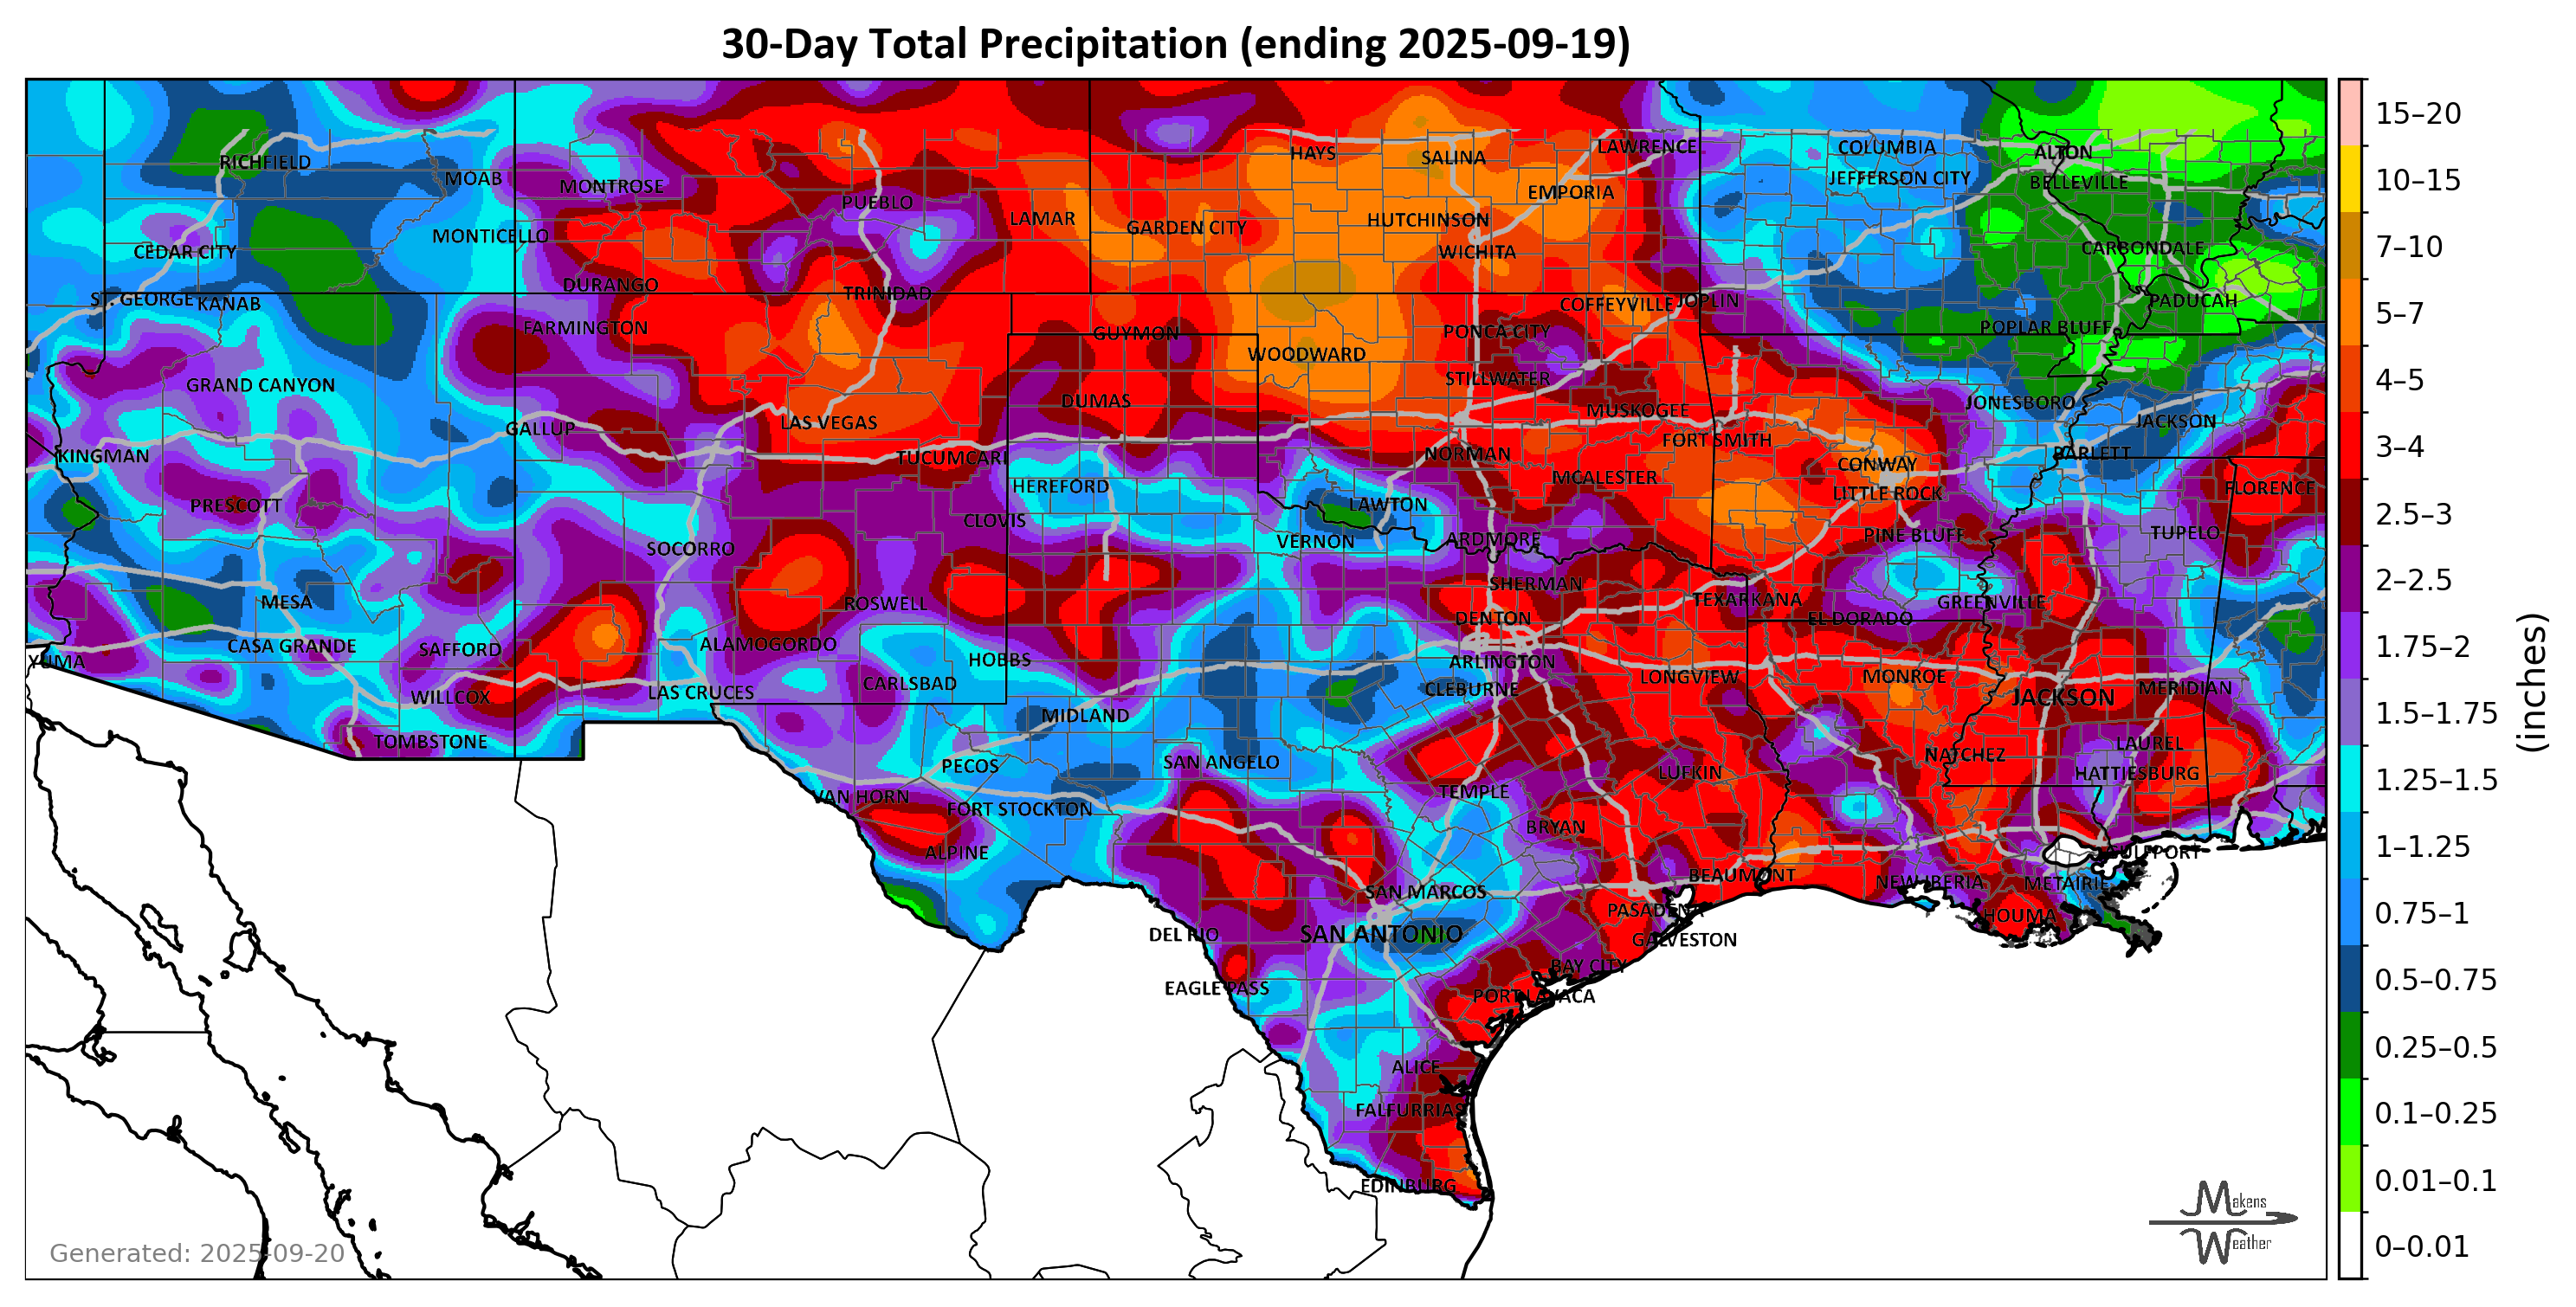 30-Day Total Precipitation (ending 2025-09-19)
HAYS
SALINA
LAWRENCE
COLUMBIA
ALTON
RICHFIELD
MOAB
MONTROSE
EMPORIA
JEFFERSON CITY
BELLEVILLE
PUEBLO
LAMAR
GARDEN CITY
HUTCHINSON
MONTICELLO
CEDAR CITY
WICHITA
CARBONDALE
DURANGO
TRINIDAD
ST. GEORGE
KANAB
COFFEYVILLE
JOPLIN
PADUCAH
FARMINGTON
GUYMON
PONCA CITY
POPLAR BLUFF
WOODWARD
GRAND CANYON
STILLWATER
DUMAS
MUSKOGEE
JONESBORO
GALLUP
LAS VEGAS
JACKSON
FORT SMITH
KINGMAN
TUCUMCARI
NORMAN
BARLETT
CONWAY
MCALESTER
HEREFORD
LITTLE ROCK
FLORENCE
PRESCOTT
LAWTON
CLOVIS
VERNON
ARDMORE
PINE BLUFF
TUPELO
SOCORRO
SHERMAN
MESA
ROSWELL
TEXARKANA
GREENVILLE
DENTON
EL DORADO
CASA GRANDE
SAFFORD
ALAMOGORDO
YUMA
HOBBS
ARLINGTON
CARLSBAD
CLEBURNE
LONGVIEW
MONROE
MERIDIAN
WILLCOX
LAS CRUCES
JACKSON
MIDLAND
TOMBSTONE
LAUREL
PECOS
SAN ANGELO
NATCHEZ
LUFKIN
HATTIESBURG
VAN HORN
FORT STOCKTON
TEMPLE
BRYAN
ALPINE
GULFPORT
SAN MARCOS
BEAUMONT
NEW IBERIA
METAIRIE
PASADENA
HOUMA
DEL RIO
SAN ANTONIO
GALVESTON
BAY CITY
EAGLE PASS
PORT LAVACA
ALICE
FALFURRIAS
EDINBURG
15–20
10–15
7–10
5–7
4–5
3–4
2.5–3
2–2.5
1.75–2
1.5–1.75
1.25–1.5
1–1.25
0.75–1
0.5–0.75
0.25–0.5
0.1–0.25
0.01–0.1
0–0.01
(inches)
Generated: 2025-09-20
Makens
Weather